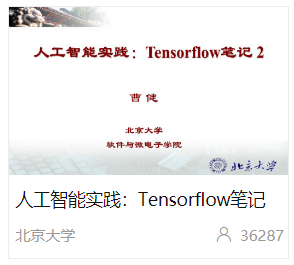 人工智能实践：Tensorflow笔记 2
曹 健
北京大学
软件与微电子学院
北京大学
人工智能实践：Tensorflow笔记
北京大学
36287